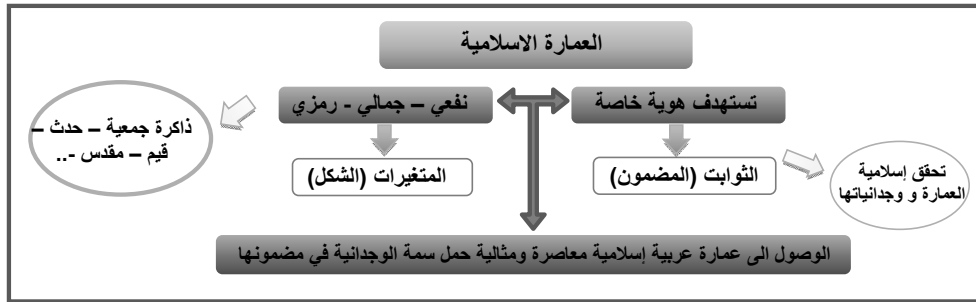 العمارة الاسلامية
تستهدف هوية خاصة
نفعي – جمالي - رمزي
ذاكرة جمعية – حدث –
قيم – مقدس -..
الثوابت (المضمون)
المتغيرات (الشكل)
تحقق إسلامية
العمارة و وجدانياتها
الوصول الى عمارة عربية إسلامية معاصرة ومثالية حمل سمة الوجدانية في مضمونها